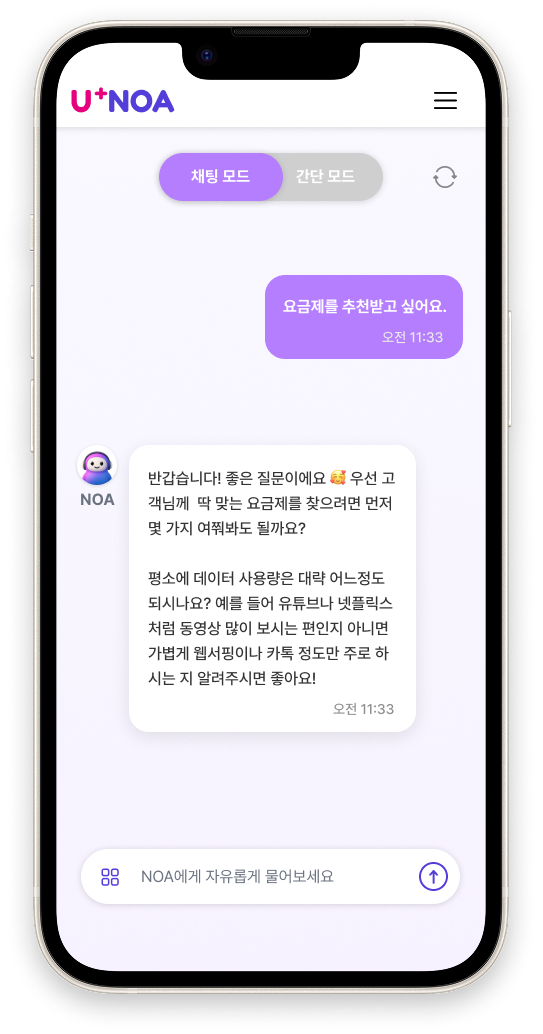 U+NOA
채팅 모드
간단 모드
요금제를 추천받고 싶어요.
오전 11:33
NOA
반갑습니다! 좋은 질문이에요 🥰 우선 고
객님께  딱 맞는 요금제를 찾으려면 먼저
몇 가지 여쭤봐도 될까요?
평소에 데이터 사용량은 대략 어느정도
되시나요? 예를 들어 유튜브나 넷플릭스
처럼 동영상 많이 보시는 편인지 아니면
가볍게 웹서핑이나 카톡 정도만 주로 하
시는 지 알려주시면 좋아요!
오전 11:33
NOA에게 자유롭게 물어보세요